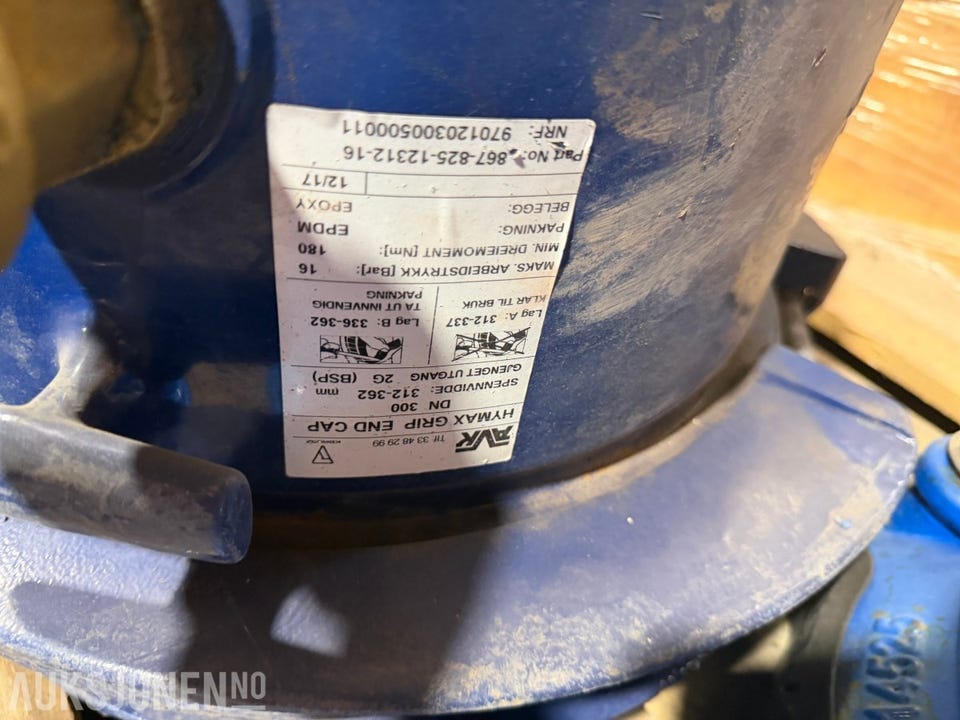 AVK
Tlf 33 48 29 99
HYMAX GRIP END CAP
DN 300
SPENNVIDDE: 312-362 mm
GJENGET UTGANG 2G (BSP)
Lag A: 312-337
KLAR TIL BRUK
Lag B: 336-362
TA UT INNVENDIG
PAKNING
MAKS. ARBEIDSTRYKK [Bar]: 16
MIN. DREIEMOMENT [Nm]: 180
PAKNING: EPDM
BELEGG: EPOXY
12/17
Part No: 867-825-12312-16
NRF: 970120300500011
14525
AUKSJONEN.NO